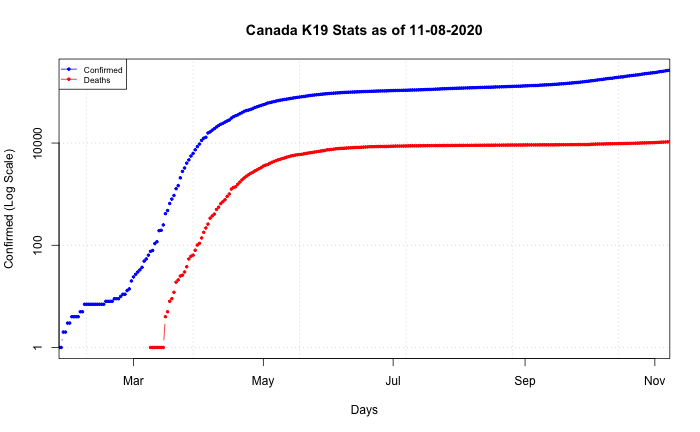 Canada K19 Stats as of 11-08-2020
Confirmed
Deaths
Confirmed (Log Scale)
10000
100
1
Mar
May
Jul
Sep
Nov
Days